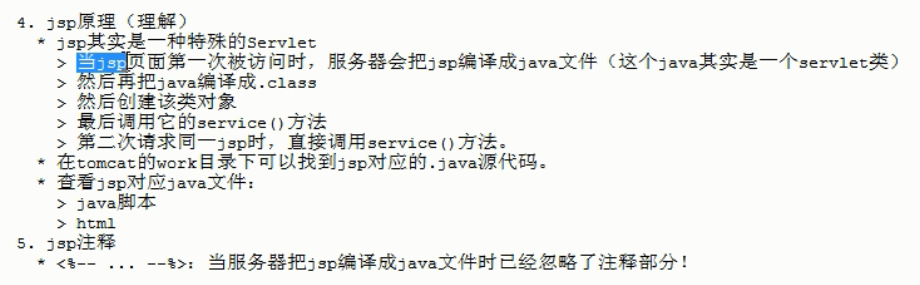 4. jsp原理（理解）
* jsp其实是一种特殊的Servlet
> 当jsp页面第一次被访问时，服务器会把jsp编译成java文件（这个java其实是一个servlet类）
> 然后再把java编译成.class
> 然后创建该类对象
> 最后调用它的service()方法
> 第二次请求同一jsp时，直接调用service()方法。
* 在tomcat的work目录下可以找到jsp对应的.java源代码。
* 查看jsp对应java文件：
> java脚本
> html
5. jsp注释
* <%-- ... --%>：当服务器把jsp编译成java文件时已经忽略了注释部分！